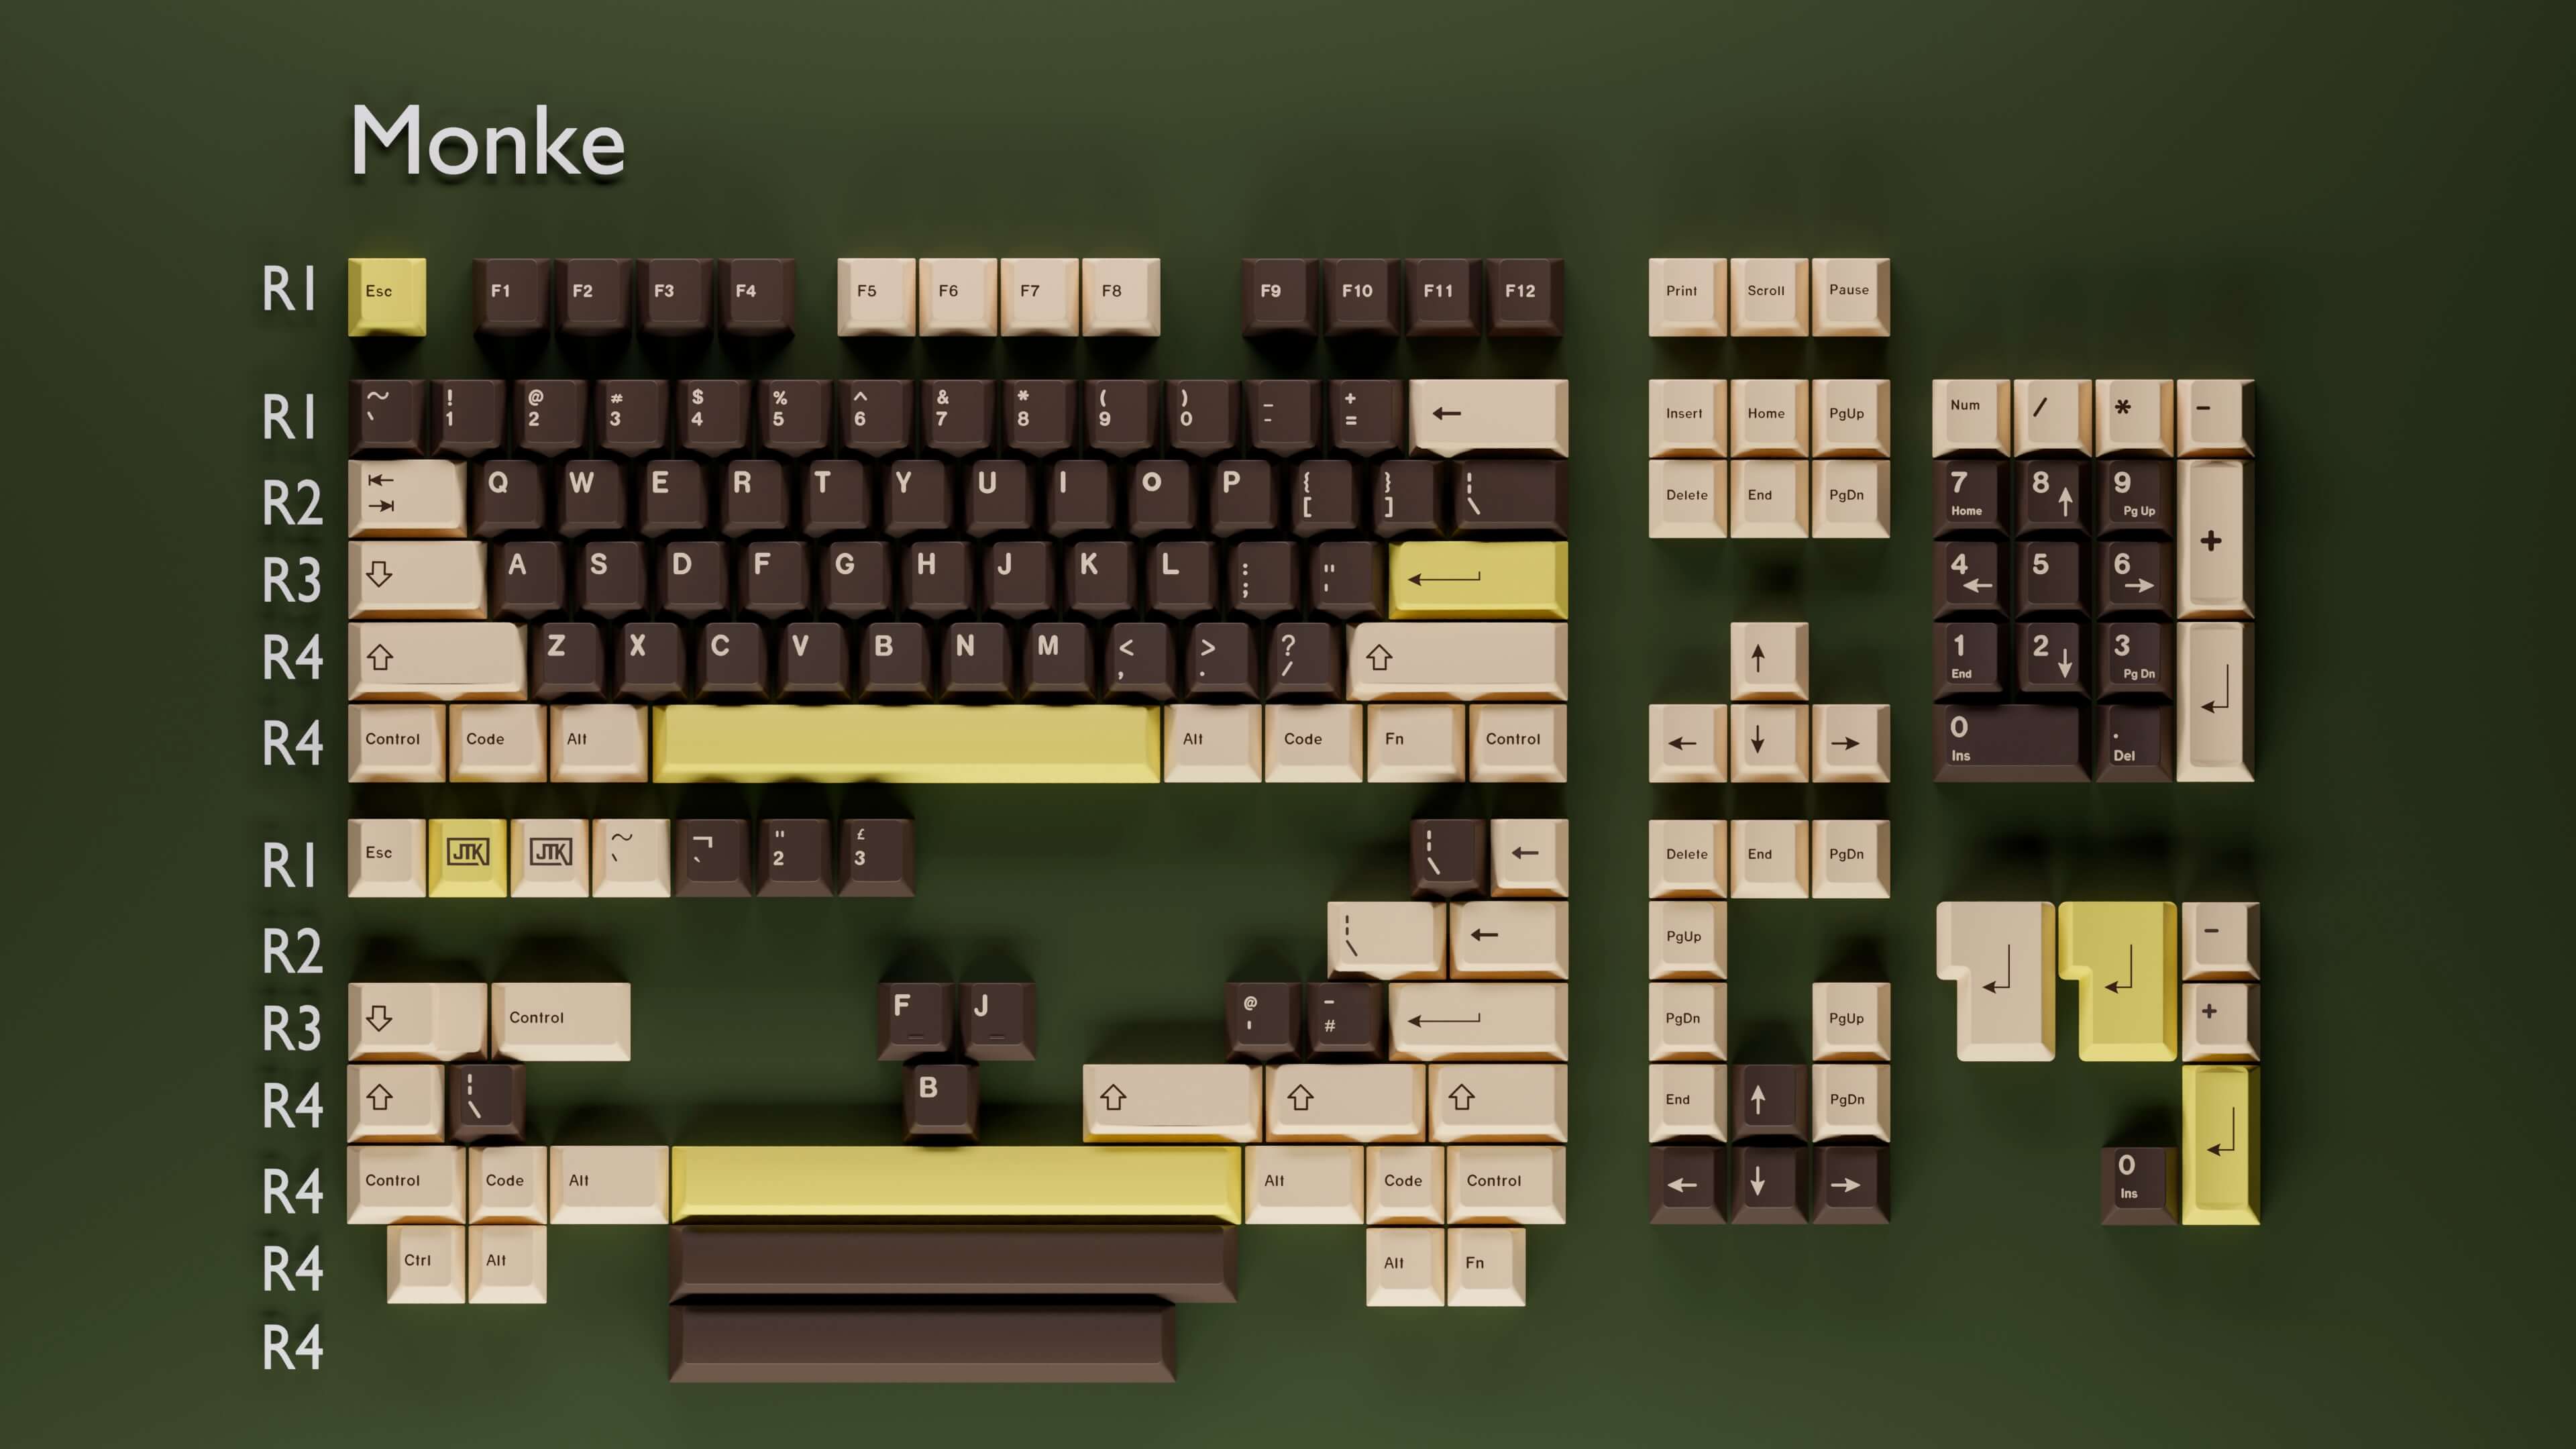 Monke
R1 Esc F1 F2 F3 F4 F5 F6 F7 F8 F9 F10 F11 F12 Print Scroll Pause
~ ! @ # $ % ^ & * ( ) _ +
R1 ` 1 2 3 4 5 6 7 8 9 0 - = ← Insert Home PgUp Num / * -
R2 ⇤ ⇥ Q W E R T Y U I O P { [ } ] ¦ \ Delete End PgDn 7 Home 8 ↑ 9 Pg Up +
R3 ⇩ A S D F G H J K L : ; " ' ↵ 4 ← 5 6 →
R4 ⇧ Z X C V B N M < , > . ? / ⇧ ↑ 1 End 2 ↓ 3 Pg Dn ↵
R4 Control Code Alt Alt Code Fn Control ← ↓ → 0 Ins . Del
R1 Esc JTK JTK ~ ` ¬ ` " 2 £ 3 ¦ \ ← Delete End PgDn
R2 ¦ \ ← PgUp ↵ ↵ -
R3 ⇩ Control F J @ ' ~ # ↵ PgDn PgUp +
R4 ⇧ ¦ \ B ⇧ ⇧ ⇧ End ↑ PgDn ↵
R4 Control Code Alt Alt Code Control ← ↓ → 0 Ins
R4 Ctrl Alt Alt Fn
R4